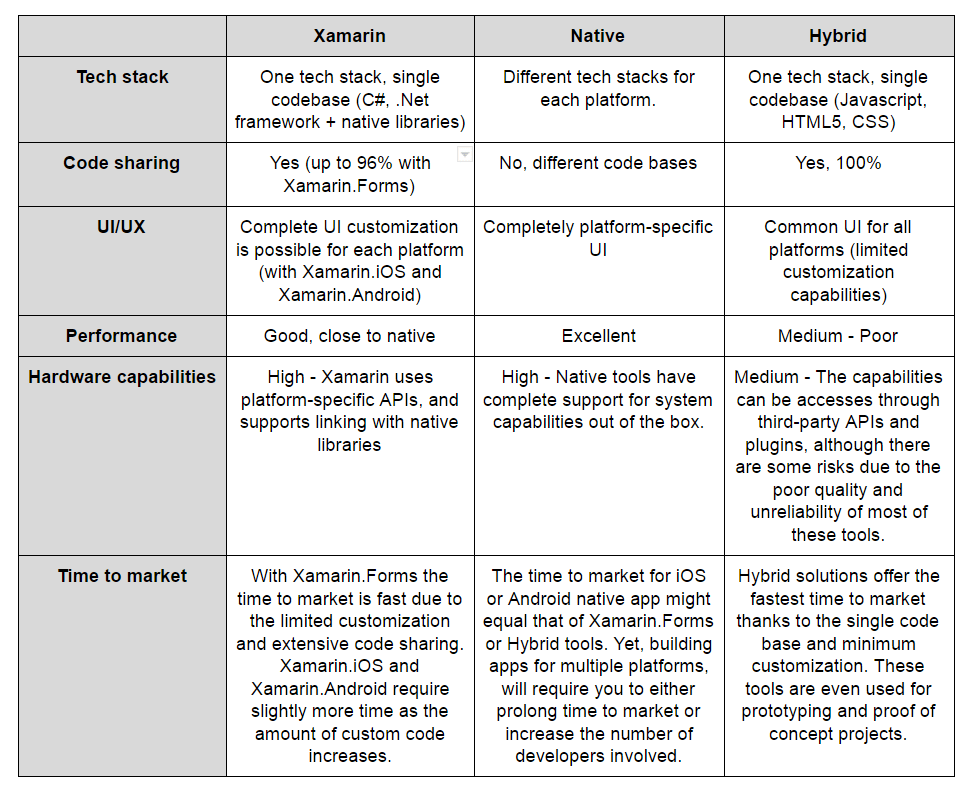 Xamarin
Native
Hybrid
Tech stack
One tech stack, single
codebase (C#, .Net
framework + native libraries)
Different tech stacks for
each platform.
One tech stack, single
codebase (Javascript,
HTML5, CSS)
Code sharing
Yes (up to 96% with
Xamarin.Forms)
No, different code bases
Yes, 100%
UI/UX
Complete UI customization
is possible for each platform
(with Xamarin.iOS and
Xamarin.Android)
Completely platform-specific
UI
Common UI for all
platforms (limited
customization
capabilities)
Performance
Good, close to native
Excellent
Medium - Poor
Hardware capabilities
High - Xamarin uses
platform-specific APIs, and
supports linking with native
libraries
High - Native tools have
complete support for system
capabilities out of the box.
Medium - The capabilities
can be accesses through
third-party APIs and
plugins, although there
are some risks due to the
poor quality and
unreliability of most of
these tools.
Time to market
With Xamarin.Forms the
time to market is fast due to
the limited customization
and extensive code sharing.
Xamarin.iOS and
Xamarin.Android require
slightly more time as the
amount of custom code
increases.
The time to market for iOS
or Android native app might
equal that of Xamarin.Forms
or Hybrid tools. Yet, building
apps for multiple platforms,
will require you to either
prolong time to market or
increase the number of
developers involved.
Hybrid solutions offer the
fastest time to market
thanks to the single code
base and minimum
customization. These
tools are even used for
prototyping and proof of
concept projects.